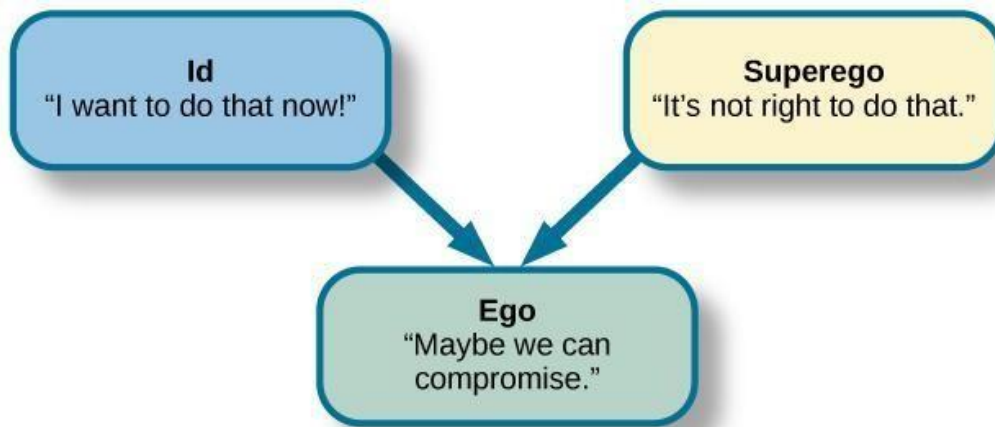 Id
“I want to do that now!”
Superego
“It’s not right to do that.”
Ego
“Maybe we can
compromise.”